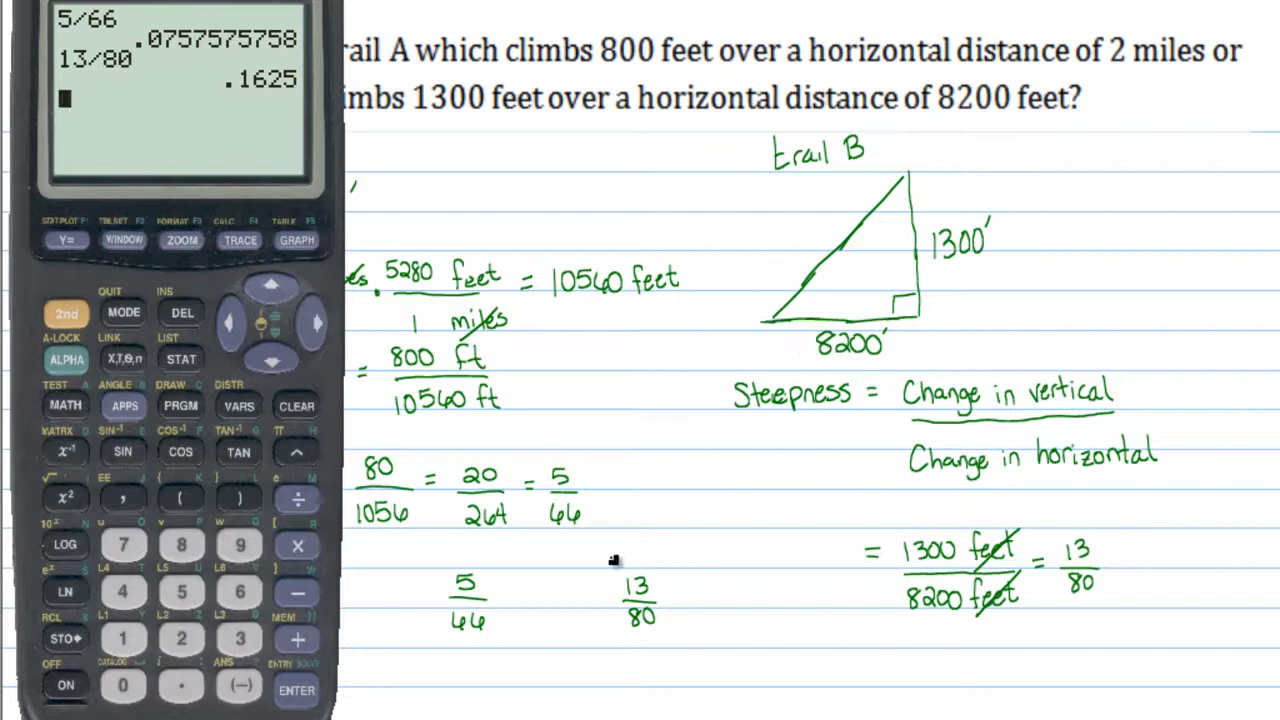 5/66
.0757575758
13/80
.1625
rail A which climbs 800 feet over a horizontal distance of 2 miles or
imbs 1300 feet over a horizontal distance of 8200 feet?
trail B
1300'
8200'
. 5280 feet = 10560 feet
1 miles
= 800 ft
10560 ft
80 = 20 = 5
1056 264 66
5 13
66 80
Steepness = Change in vertical
Change in horizontal
= 1300 feet = 13
8200 feet 80
STAT PLOT F1 TBLSET F2 FORMAT F3 CALC F4 TABLE F5
Y= WINDOW ZOOM TRACE GRAPH
QUIT INS
2nd MODE DEL
A-LOCK LINK LIST
ALPHA X,T,θ,n STAT
TEST A ANGLE B DRAW C DISTR
MATH APPS PRGM VARS CLEAR
MATRX D SIN⁻¹ E COS⁻¹ F TAN⁻¹ G π H
x⁻¹ SIN COS TAN ^
√ I EE J { K } L e M
x² , ( ) ÷
10ˣ N u O v P w Q [ R
LOG 7 8 9 ×
eˣ S L4 T L5 U L6 V ] W
LN 4 5 6 −
RCL X L1 Y L2 Z L3 θ MEM "
STO▸ 1 2 3 +
OFF CATALOG ANS ? ENTRY SOLVE
ON 0 . (−) ENTER